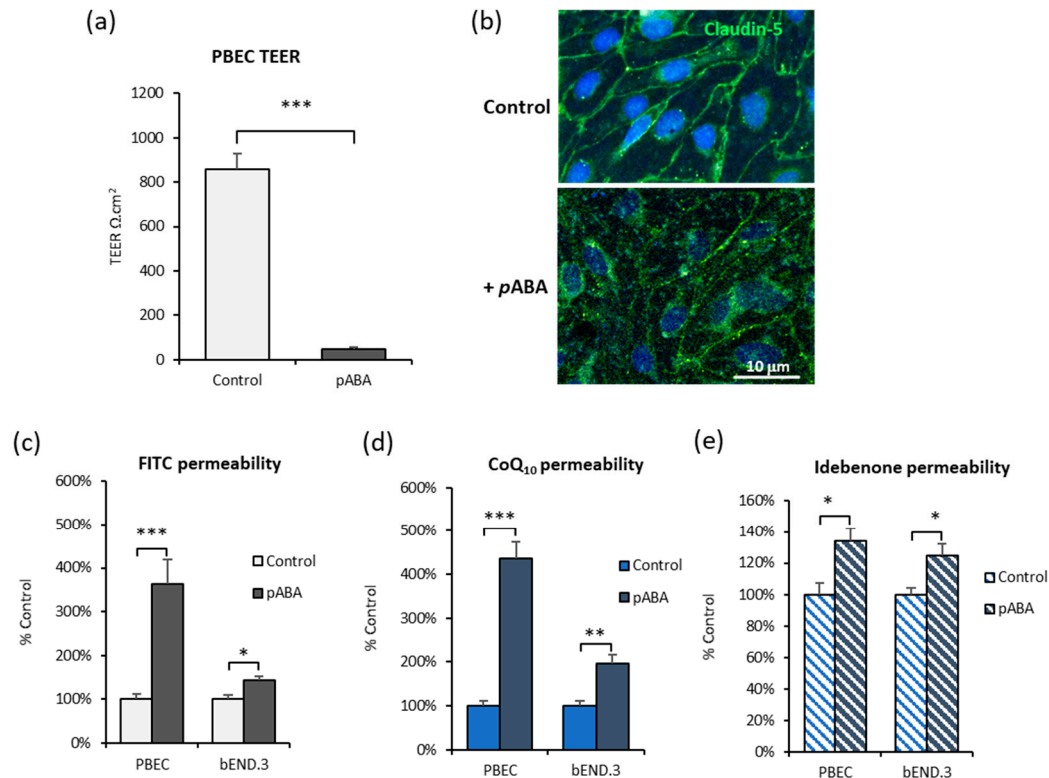 (a)
PBEC TEER
TEER Ω.cm²
1200
1000
800
600
400
200
0
***
Control
pABA
(b)
Claudin-5
Control
+ pABA
10 μm
(c)
FITC permeability
% Control
600%
500%
400%
300%
200%
100%
0%
***
*
Control
pABA
PBEC
bEND.3
(d)
CoQ₁₀ permeability
% Control
600%
500%
400%
300%
200%
100%
0%
***
**
Control
pABA
PBEC
bEND.3
(e)
Idebenone permeability
% Control
160%
140%
120%
100%
80%
60%
40%
20%
0%
*
*
Control
pABA
PBEC
bEND.3